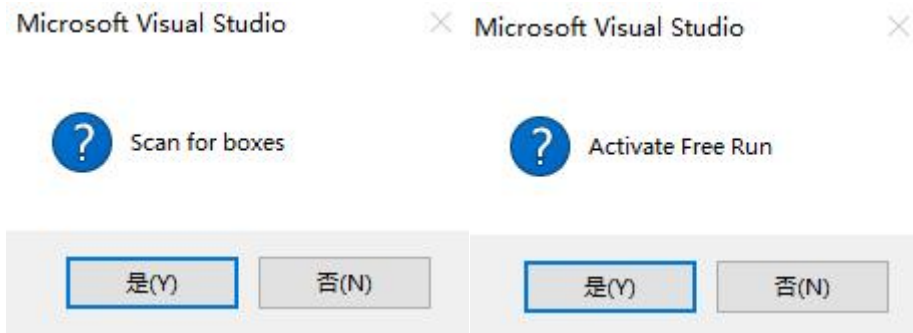 Microsoft Visual Studio
? Scan for boxes
是(Y) 否(N)
Microsoft Visual Studio
? Activate Free Run
是(Y) 否(N)